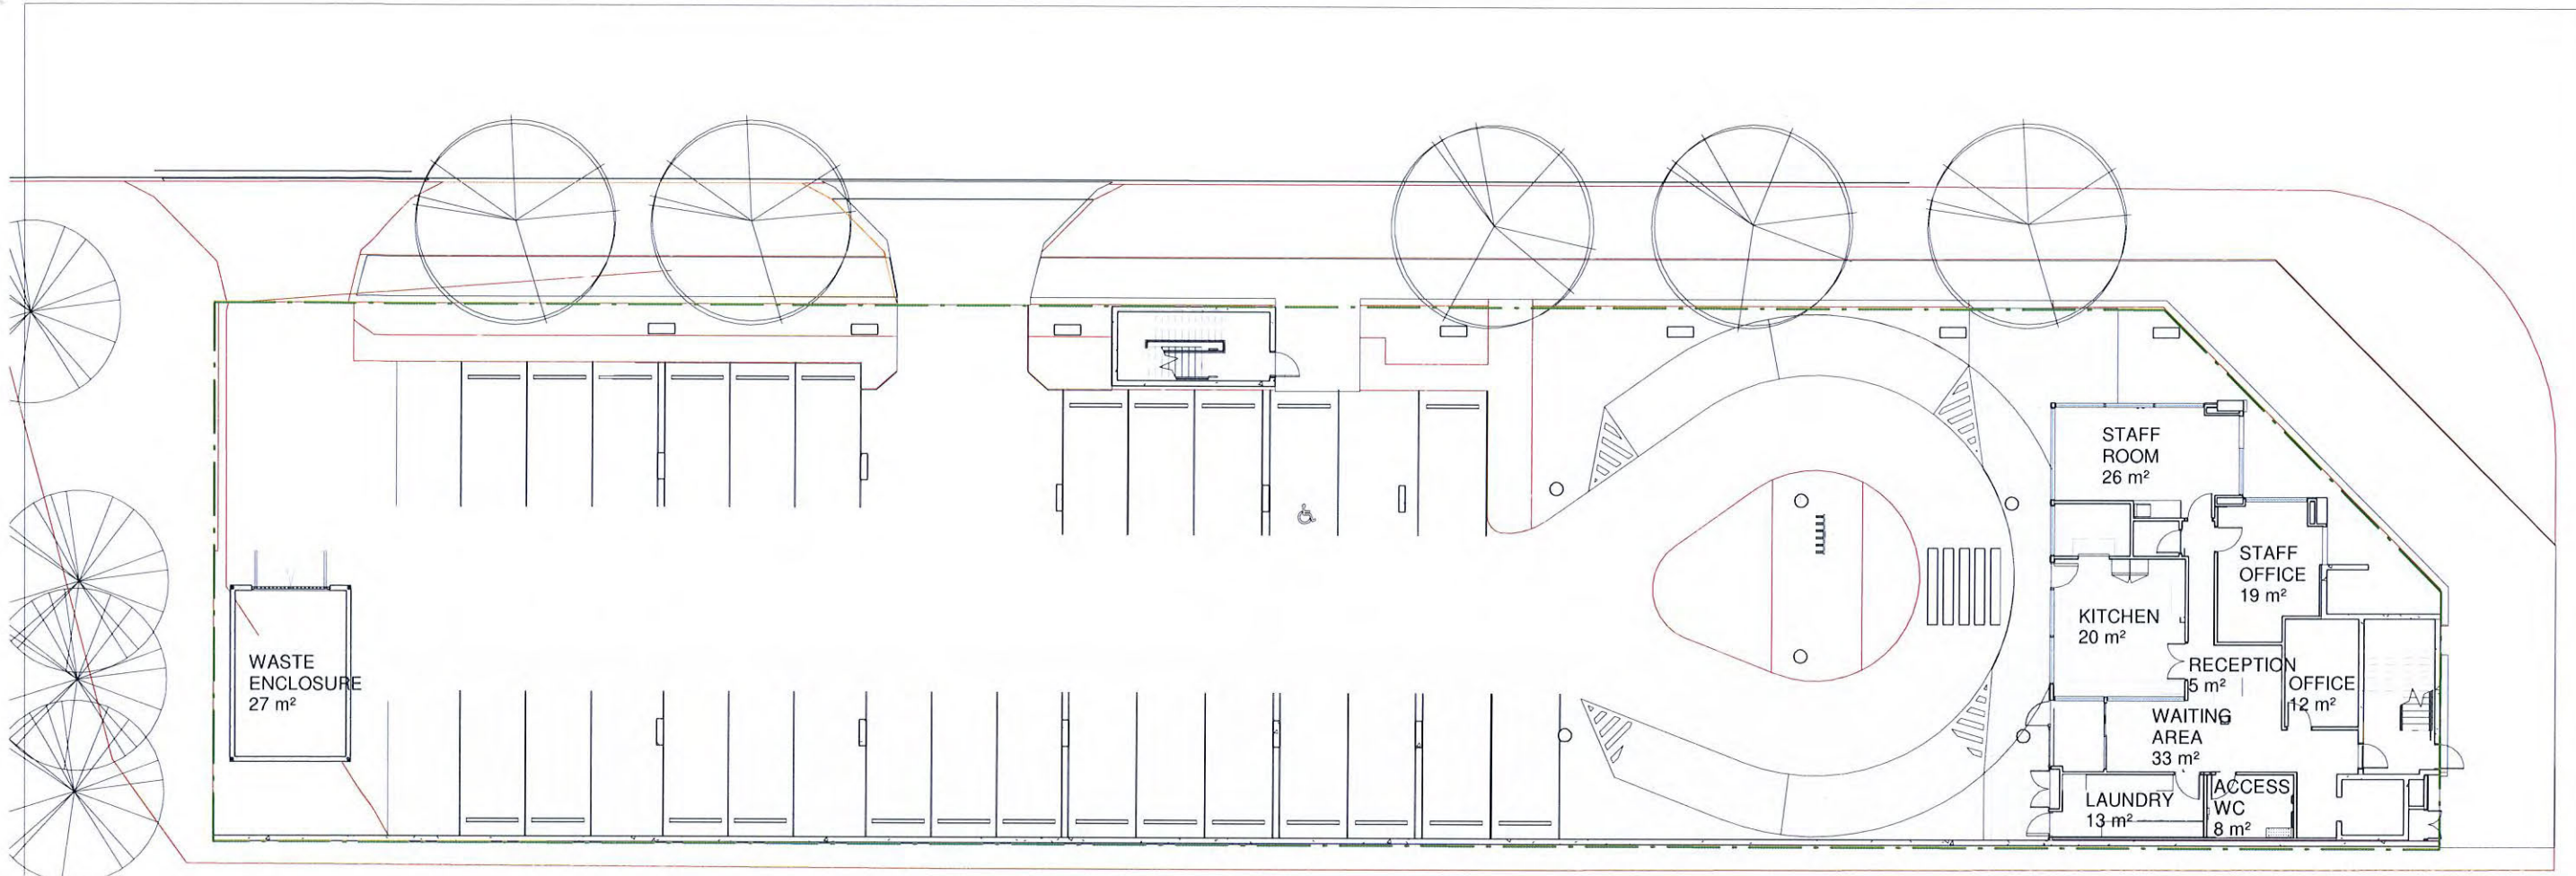 STAFF
ROOM
26 m²
STAFF
OFFICE
19 m²
KITCHEN
20 m²
RECEPTION
5 m²
OFFICE
12 m²
WAITING
AREA
33 m²
WASTE
ENCLOSURE
27 m²
LAUNDRY
13 m²
ACCESS
WC
8 m²